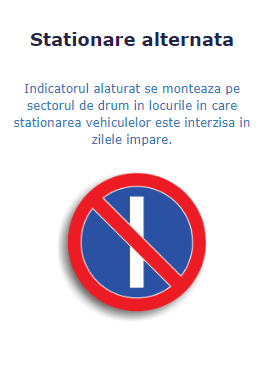 Stationare alternata
Indicatorul alaturat se monteaza pe
sectorul de drum in locurile in care
stationarea vehiculelor este interzisa in
zilele impare.